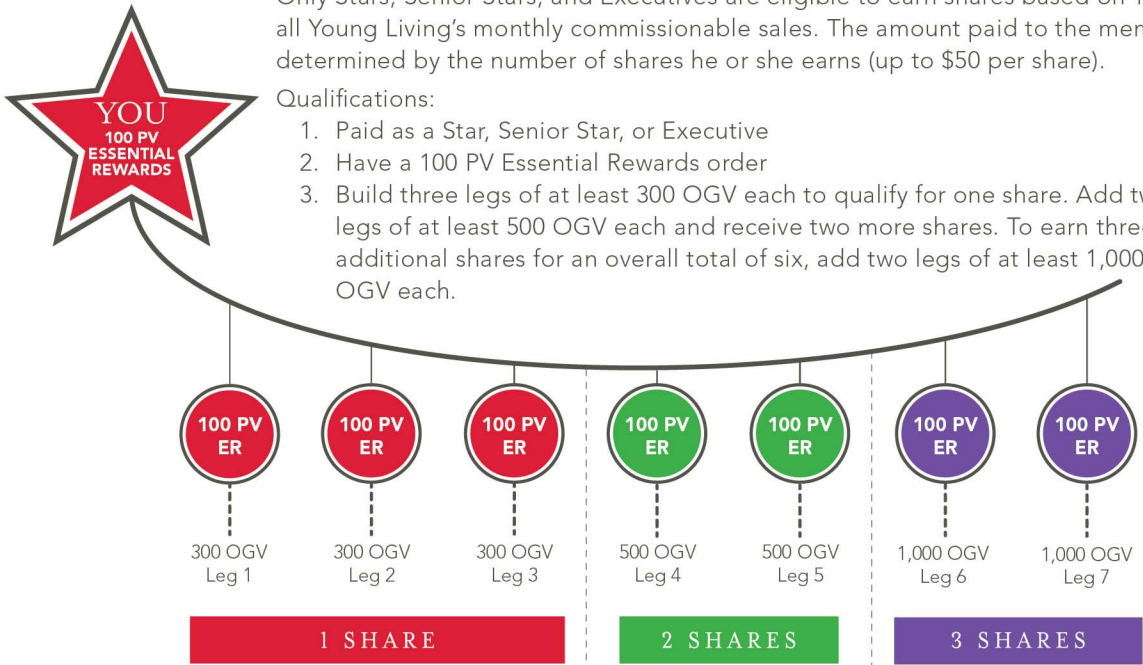 Only Stars, Senior Stars, and Executives are eligible to earn shares based on
all Young Living's monthly commissionable sales. The amount paid to the
determined by the number of shares he or she earns (up to $50 per share).
Qualifications:
1. Paid as a Star, Senior Star, or Executive
2. Have a 100 PV Essential Rewards order
3. Build three legs of at least 300 OGV each to qualify for one share. Add
legs of at least 500 OGV each and receive two more shares. To earn three
additional shares for an overall total of six, add two legs of at least 1,000
OGV each.
YOU
100 PV
ESSENTIAL
REWARDS
100 PV
ER
100 PV
ER
100 PV
ER
100 PV
ER
100 PV
ER
100 PV
ER
100 PV
ER
300 OGV
Leg 1
300 OGV
Leg 2
300 OGV
Leg 3
500 OGV
Leg 4
500 OGV
Leg 5
1,000 OGV
Leg 6
1,000 OGV
Leg 7
1 SHARE
2 SHARES
3 SHARES